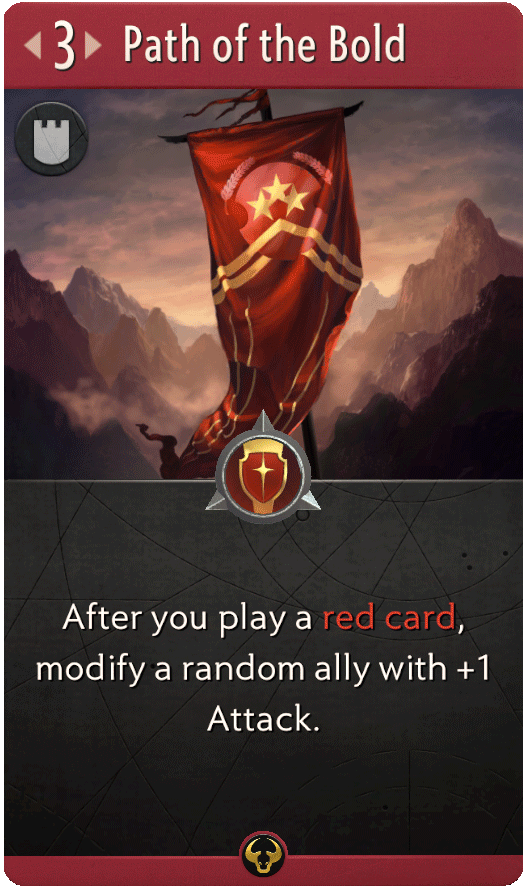 3 Path of the Bold
After you play a red card,
modify a random ally with +1
Attack.